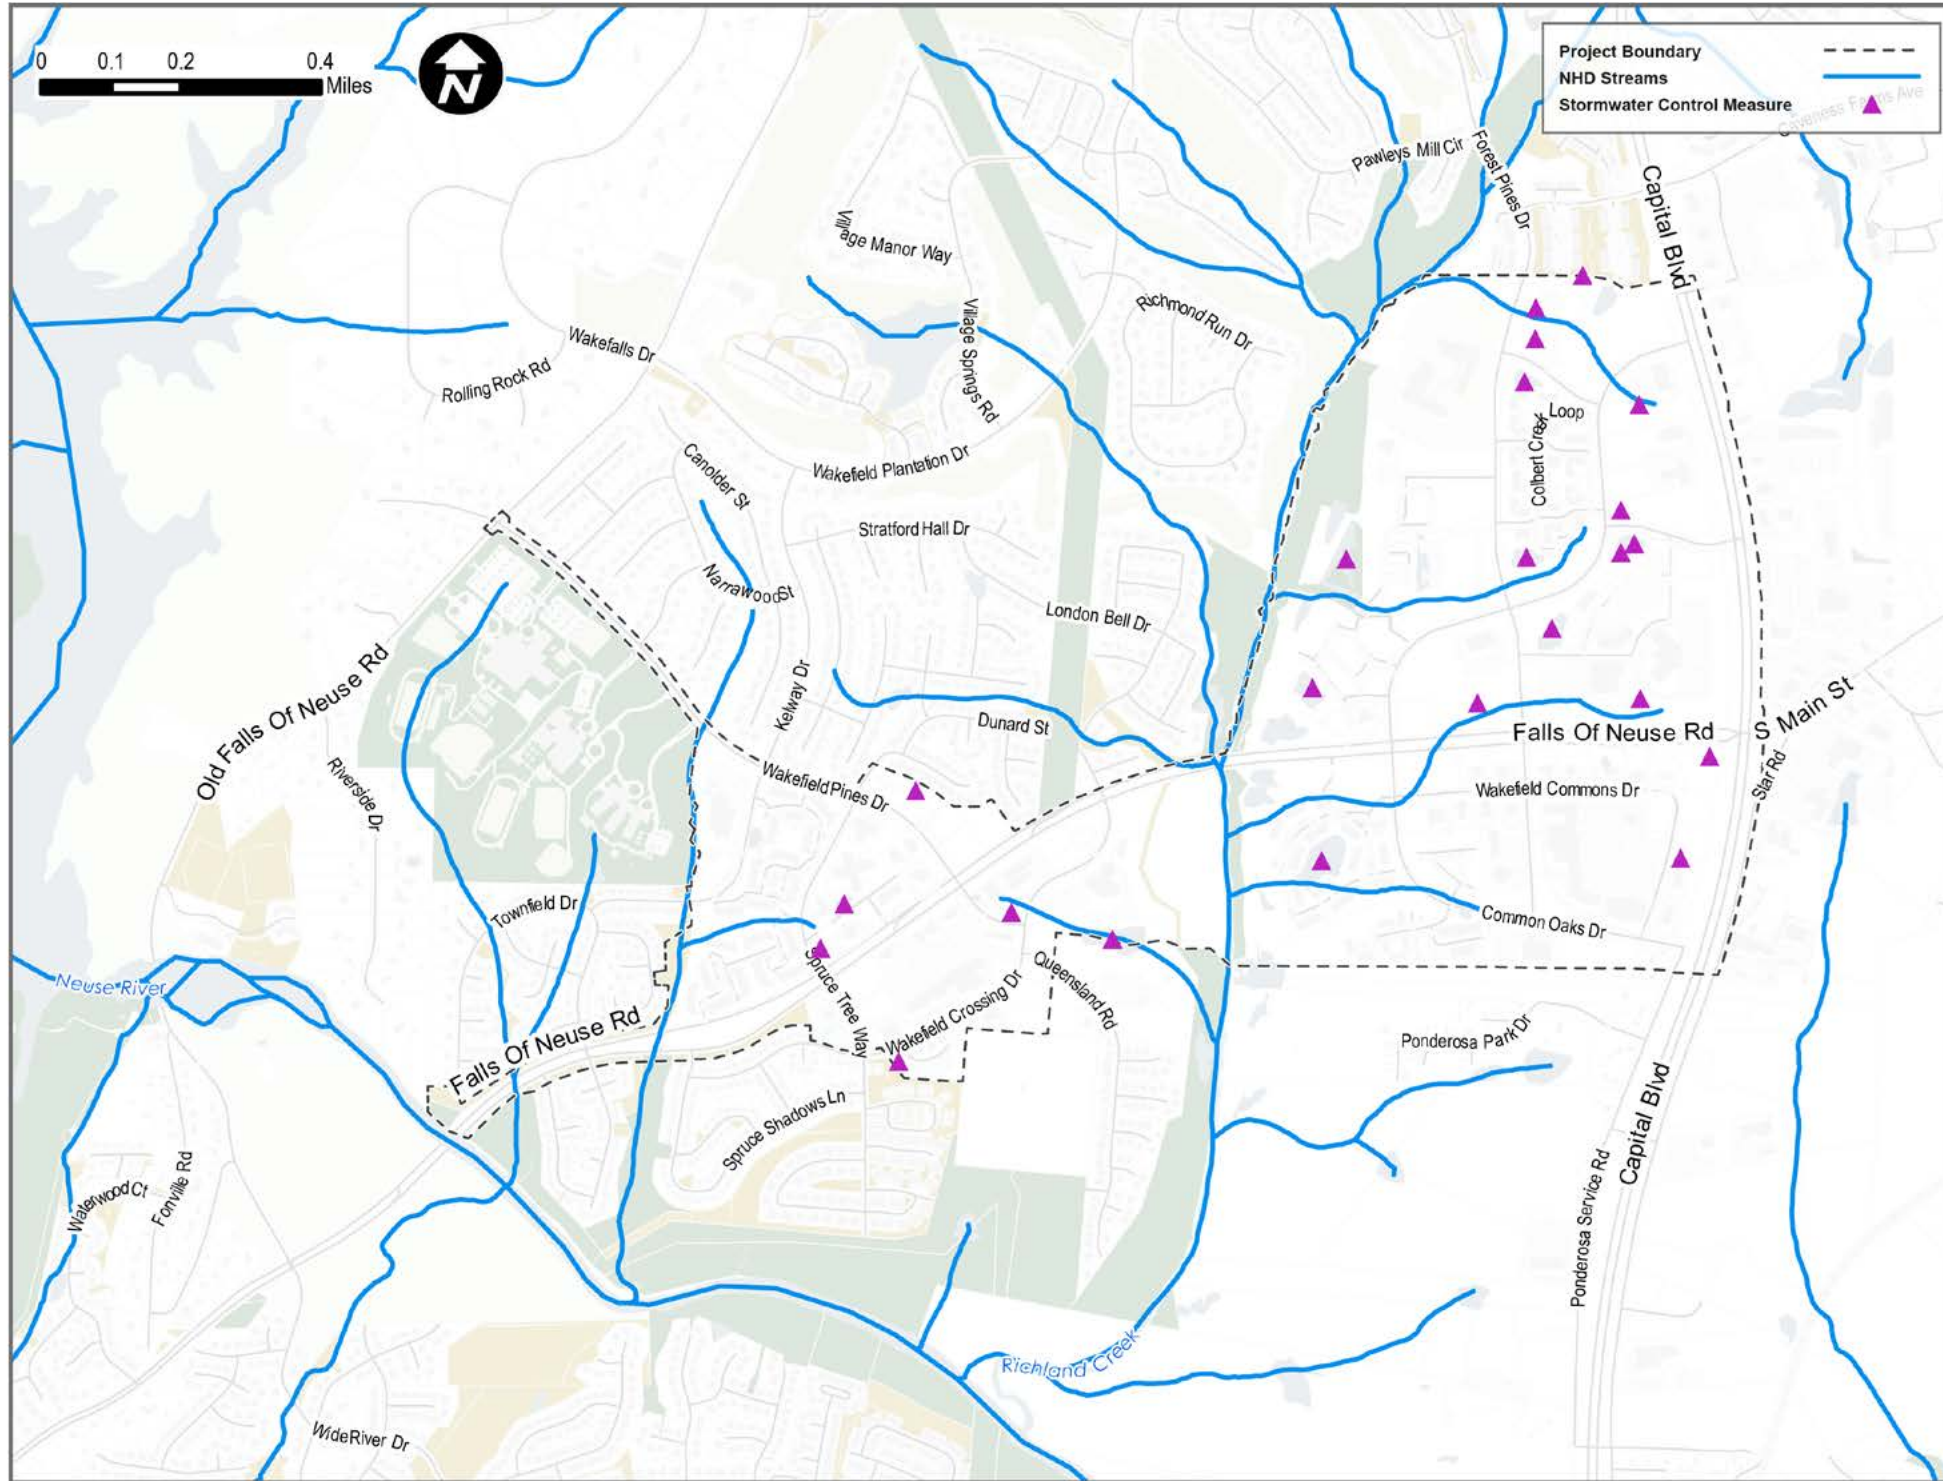 0 0.1 0.2 0.4
Miles
N
Project Boundary
NHD Streams
Stormwater Control Measure
Caveness Farms Ave
Pawleys Mill Cir
Forest Pines Dr
Capital Blvd
Village Manor Way
Richmond Run Dr
Village Springs Rd
Wakefalls Dr
Rolling Rock Rd
Colbert Creek Loop
Canolder St
Wakefield Plantation Dr
Stratford Hall Dr
Narrawood St
London Bell Dr
Old Falls Of Neuse Rd
Kelway Dr
Dunard St
Falls Of Neuse Rd
S Main St
Star Rd
Riverside Dr
Wakefield Pines Dr
Wakefield Commons Dr
Townfield Dr
Common Oaks Dr
Neuse River
Spruce Tree Way
Wakefield Crossing Dr
Queensland Rd
Falls Of Neuse Rd
Ponderosa Park Dr
Spruce Shadows Ln
Capital Blvd
Ponderosa Service Rd
Waterwood Ct
Fonville Rd
Richland Creek
Wide River Dr